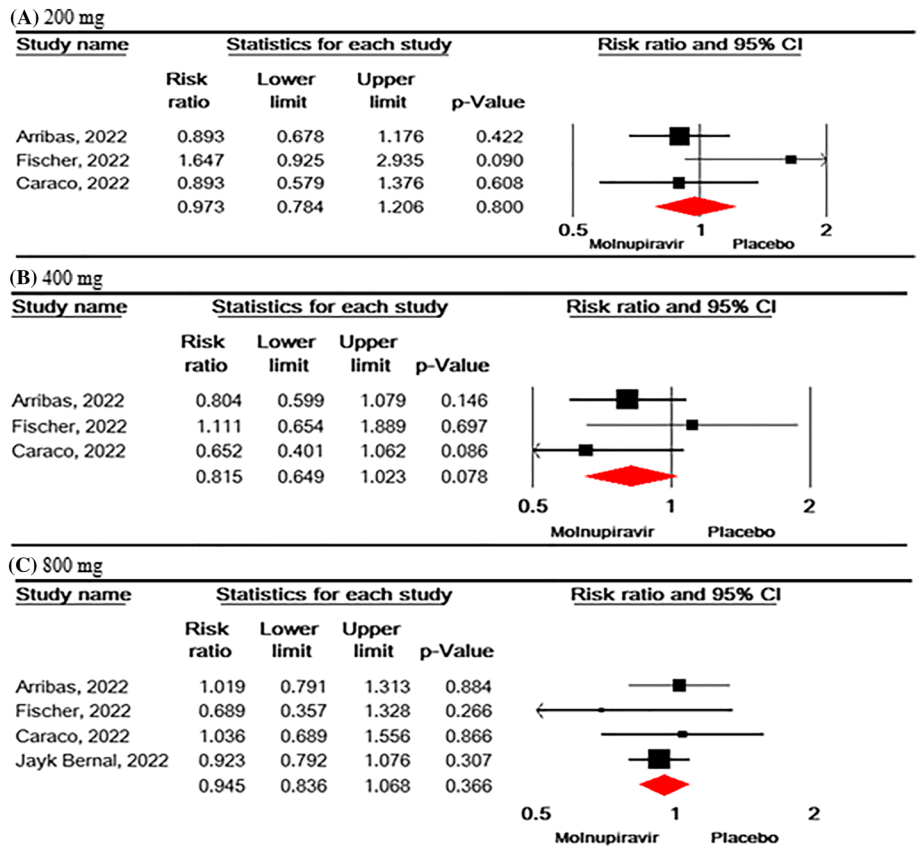 (A) 200 mg
Study name Statistics for each study Risk ratio and 95% CI
Risk Lower Upper
ratio limit limit p-Value
Arribas, 2022 0.893 0.678 1.176 0.422
Fischer, 2022 1.647 0.925 2.935 0.090
Caraco, 2022 0.893 0.579 1.376 0.608
0.973 0.784 1.206 0.800
0.5 1 2
Molnupiravir Placebo
(B) 400 mg
Study name Statistics for each study Risk ratio and 95% CI
Risk Lower Upper
ratio limit limit p-Value
Arribas, 2022 0.804 0.599 1.079 0.146
Fischer, 2022 1.111 0.654 1.889 0.697
Caraco, 2022 0.652 0.401 1.062 0.086
0.815 0.649 1.023 0.078
0.5 1 2
Molnupiravir Placebo
(C) 800 mg
Study name Statistics for each study Risk ratio and 95% CI
Risk Lower Upper
ratio limit limit p-Value
Arribas, 2022 1.019 0.791 1.313 0.884
Fischer, 2022 0.689 0.357 1.328 0.266
Caraco, 2022 1.036 0.689 1.556 0.866
Jayk Bernal, 2022 0.923 0.792 1.076 0.307
0.945 0.836 1.068 0.366
0.5 1 2
Molnupiravir Placebo